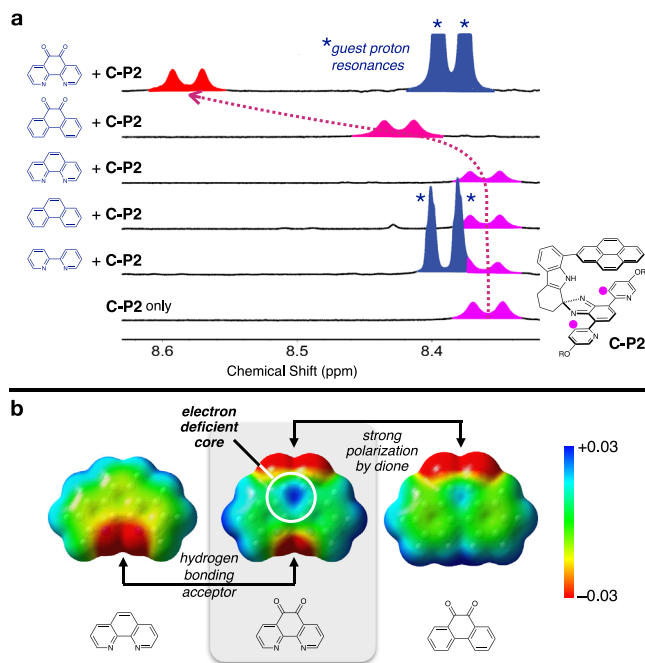 a
O O
N N
+ C-P2
*guest proton
resonances
* *
O O
+ C-P2
N N
+ C-P2
+ C-P2
* *
N N
+ C-P2
C-P2 only
8.6 8.5 8.4
Chemical Shift (ppm)
OR
NH
N
N
N
N
RO
C-P2
b
electron
deficient
core
strong
polarization
by dione
+0.03
−0.03
hydrogen
bonding
acceptor
N N
O O
N N
O O